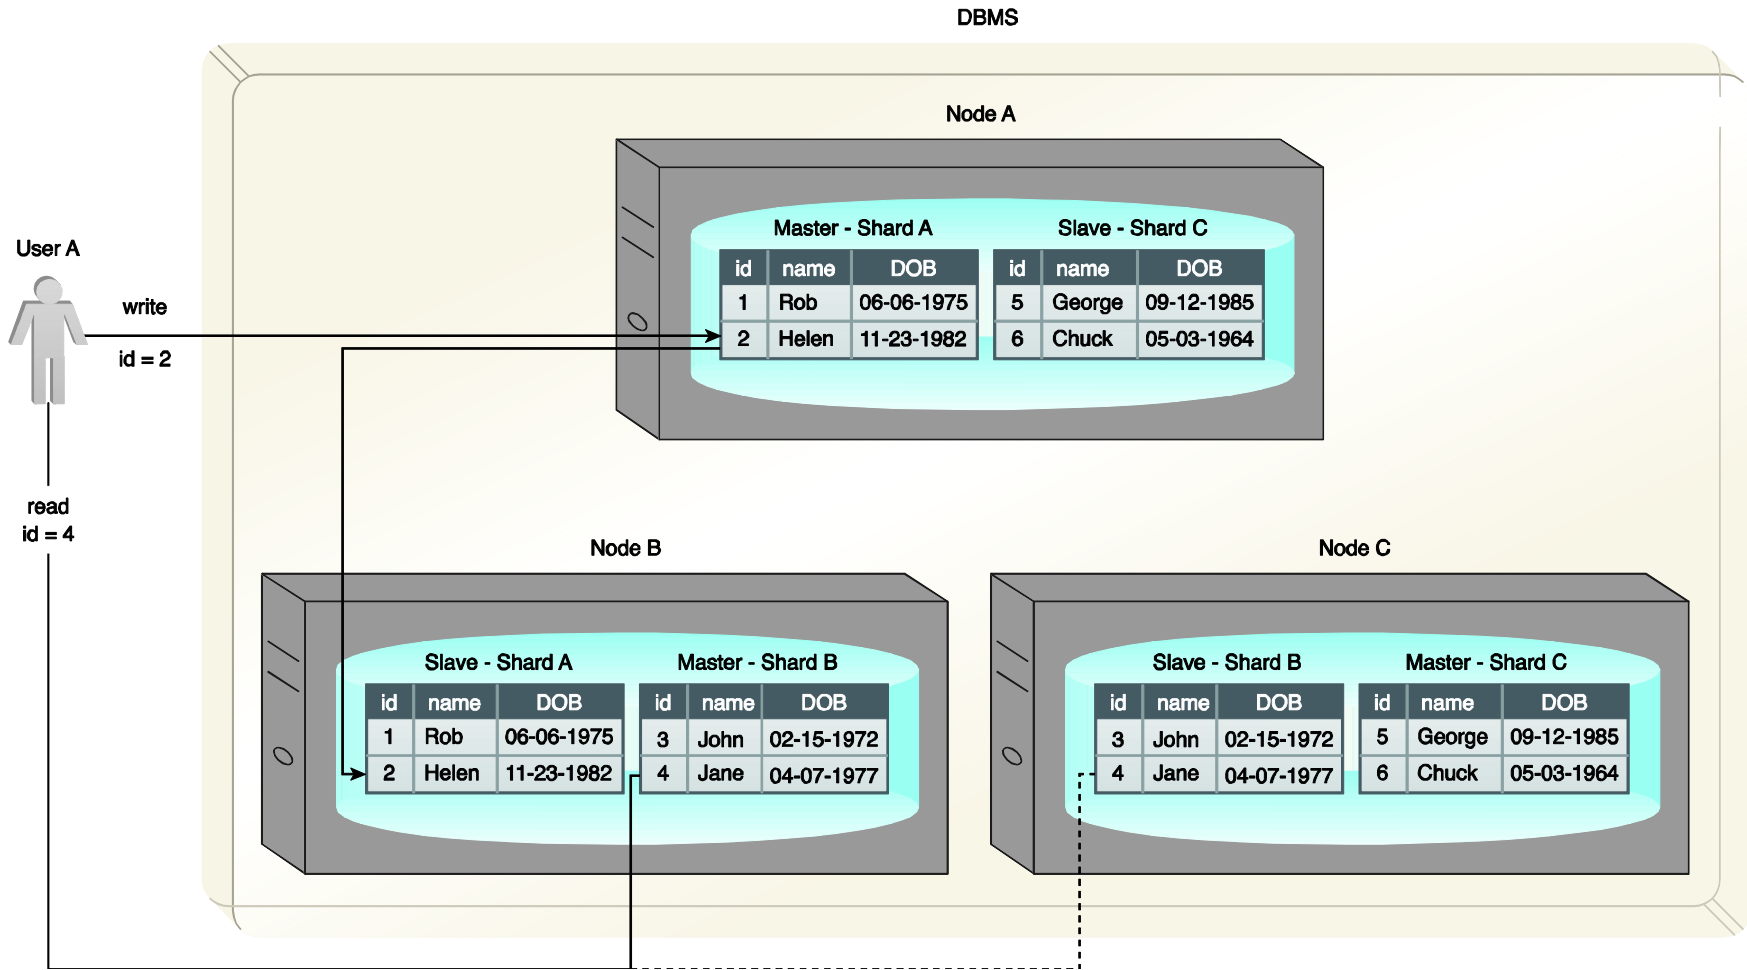 DBMS
Node A
Master - Shard A
id name DOB
1 Rob 06-06-1975
2 Helen 11-23-1982
Slave - Shard C
id name DOB
5 George 09-12-1985
6 Chuck 05-03-1964
User A
write
id = 2
read
id = 4
Node B
Slave - Shard A
id name DOB
1 Rob 06-06-1975
2 Helen 11-23-1982
Master - Shard B
id name DOB
3 John 02-15-1972
4 Jane 04-07-1977
Node C
Slave - Shard B
id name DOB
3 John 02-15-1972
4 Jane 04-07-1977
Master - Shard C
id name DOB
5 George 09-12-1985
6 Chuck 05-03-1964